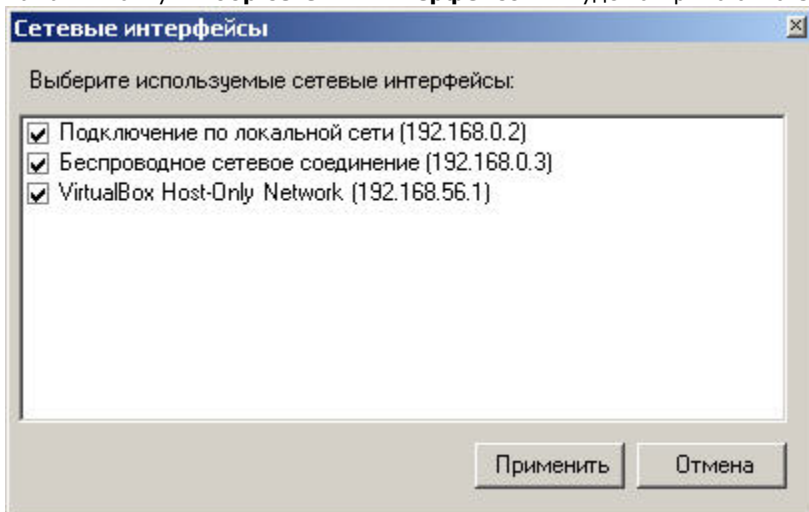 Сетевые интерфейсы
Выберите используемые сетевые интерфейсы:
Подключение по локальной сети (192.168.0.2)
Беспроводное сетевое соединение (192.168.0.3)
VirtualBox Host-Only Network (192.168.56.1)
Применить Отмена